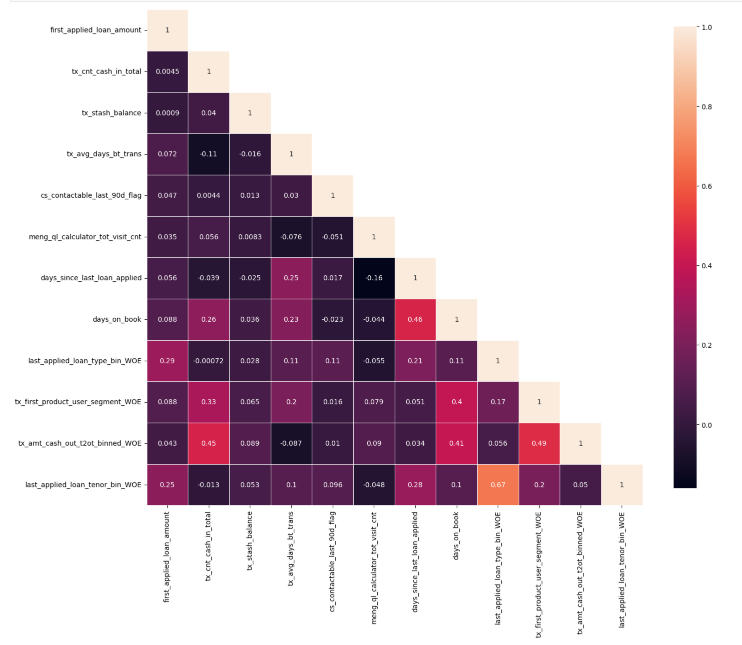 first_applied_loan_amount 1
tx_cnt_cash_in_total 0.0045 1
tx_stash_balance 0.0009 0.04 1
tx_avg_days_bt_trans 0.072 -0.11 -0.016 1
cs_contactable_last_90d_flag 0.047 0.0044 0.013 0.03 1
meng_ql_calculator_tot_visit_cnt 0.035 0.056 0.0083 -0.076 -0.051 1
days_since_last_loan_applied 0.056 -0.039 -0.025 0.25 0.017 -0.16 1
days_on_book 0.088 0.26 0.036 0.23 -0.023 -0.044 0.46 1
last_applied_loan_type_bin_WOE 0.29 -0.00072 0.028 0.11 0.11 -0.055 0.21 0.11 1
tx_first_product_user_segment_WOE 0.088 0.33 0.065 0.2 0.016 0.079 0.051 0.4 0.17 1
tx_amt_cash_out_t2ot_binned_WOE 0.043 0.45 0.089 -0.087 0.01 0.09 0.034 0.41 0.056 0.49 1
last_applied_loan_tenor_bin_WOE 0.25 -0.013 0.053 0.1 0.096 -0.048 0.28 0.1 0.67 0.2 0.05 1
first_applied_loan_amount
tx_cnt_cash_in_total
tx_stash_balance
tx_avg_days_bt_trans
cs_contactable_last_90d_flag
meng_ql_calculator_tot_visit_cnt
days_since_last_loan_applied
days_on_book
last_applied_loan_type_bin_WOE
tx_first_product_user_segment_WOE
tx_amt_cash_out_t2ot_binned_WOE
last_applied_loan_tenor_bin_WOE
1.0
0.8
0.6
0.4
0.2
0.0